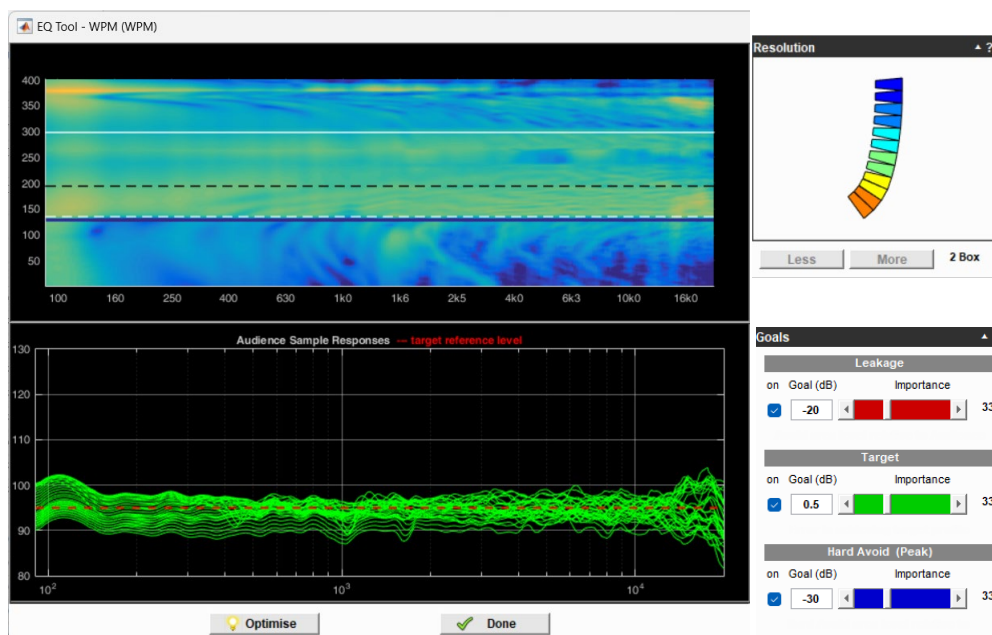 EQ Tool - WPM (WPM)
400
350
300
250
200
150
100
50
100 160 250 400 630 1k0 1k6 2k5 4k0 6k3 10k0 16k0
Audience Sample Responses --- target reference level
130
120
110
100
90
80
10² 10³ 10⁴
Optimise Done
Resolution ?
Less More 2 Box
Goals
Leakage
on Goal (dB) Importance
-20 33
Target
on Goal (dB) Importance
0.5 33
Hard Avoid (Peak)
on Goal (dB) Importance
-30 33